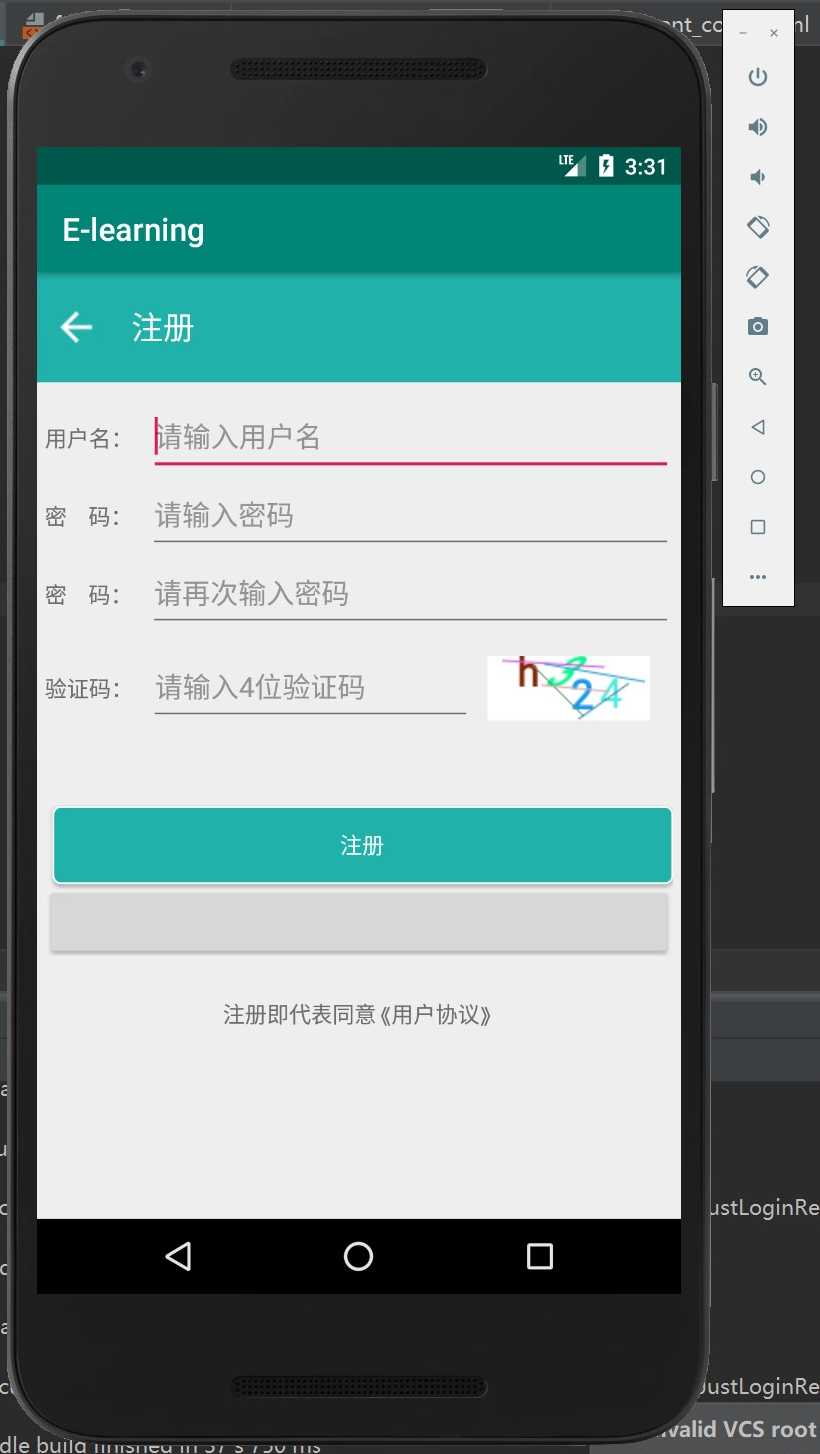 LTE 3:31
E-learning
注册
用户名： 请输入用户名
密 码： 请输入密码
密 码： 请再次输入密码
验证码： 请输入4位验证码 h324
注册
注册即代表同意《用户协议》
ustLoginRe
JustLoginRe
valid VCS root
dle build finished in 37 s 750 ms